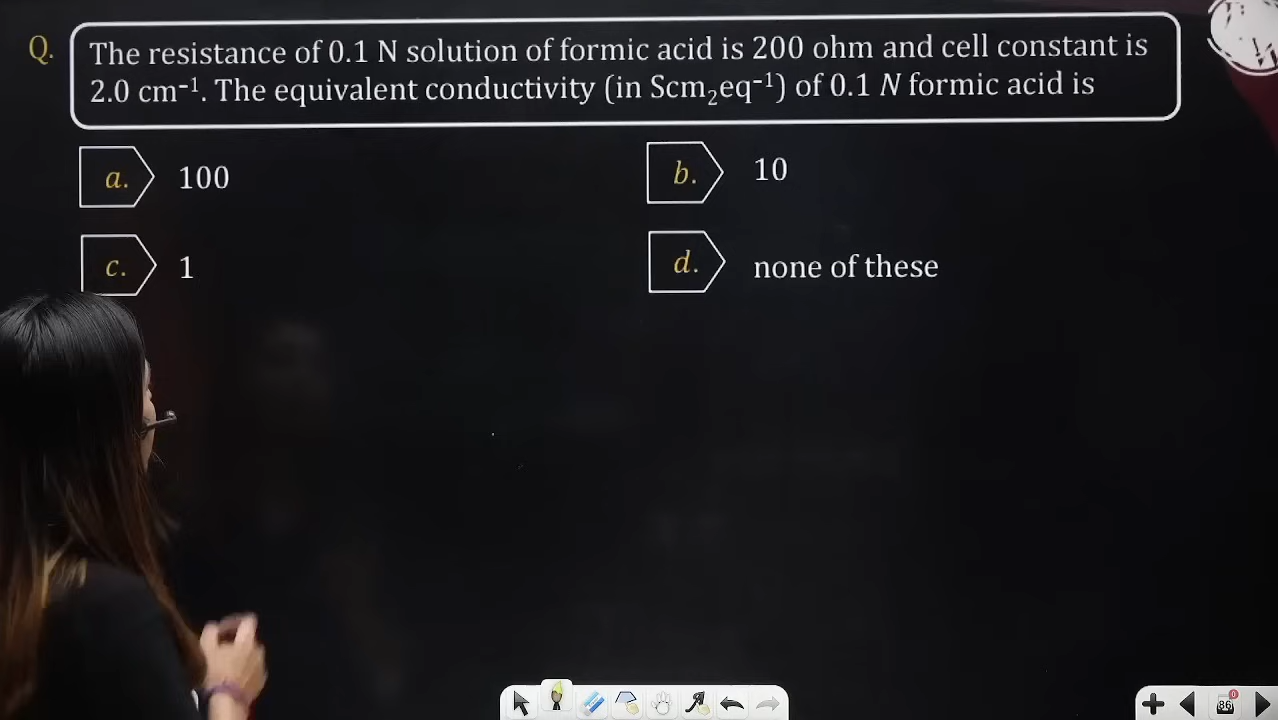 Q. The resistance of 0.1 N solution of formic acid is 200 ohm and cell constant is
2.0 cm⁻¹. The equivalent conductivity (in Scm₂eq⁻¹) of 0.1 N formic acid is
a. 100
b. 10
c. 1
d. none of these
86
0